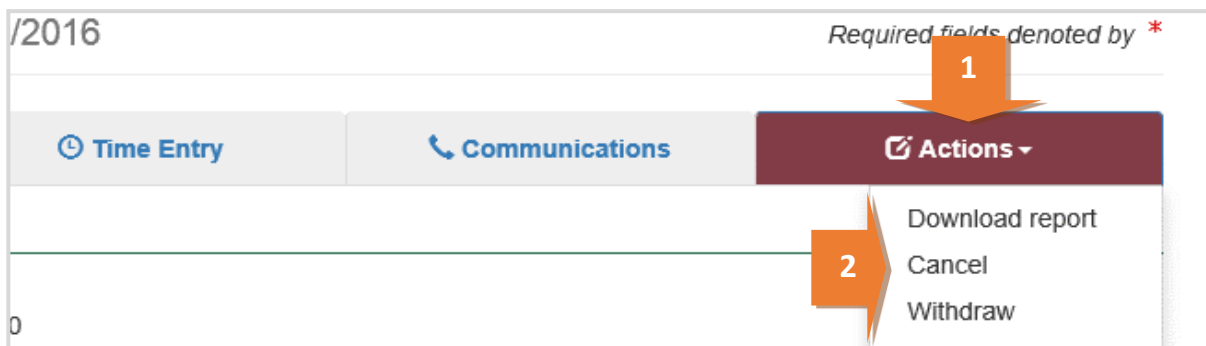 /2016
Required fields denoted by *
1
Time Entry
Communications
Actions
Download report
2
Cancel
Withdraw
0